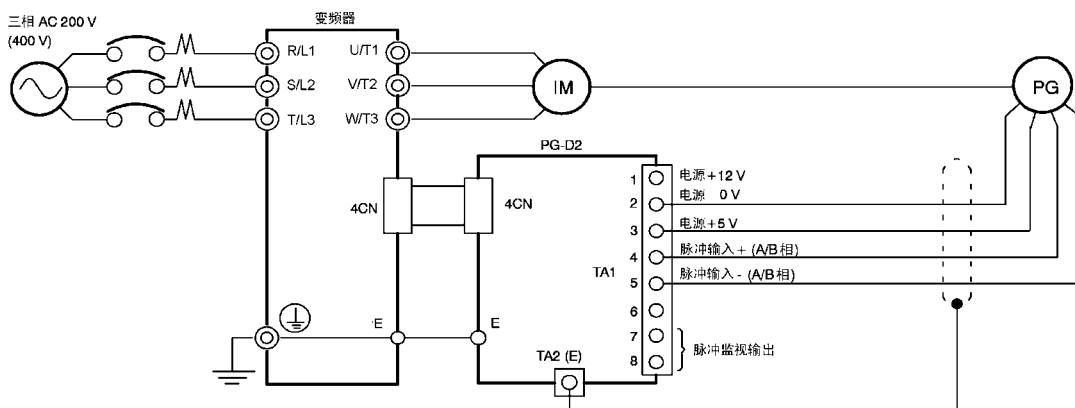 三相 AC 200 V
(400 V)
变频器
R/L1
U/T1
S/L2
V/T2
T/L3
W/T3
IM
PG
PG-D2
4CN
4CN
TA1
1 电源+12 V
2 电源 0 V
3 电源+5 V
4 脉冲输入 + (A/B 相)
5 脉冲输入 - (A/B 相)
6
7
8
脉冲监视输出
E
E
TA2 (E)